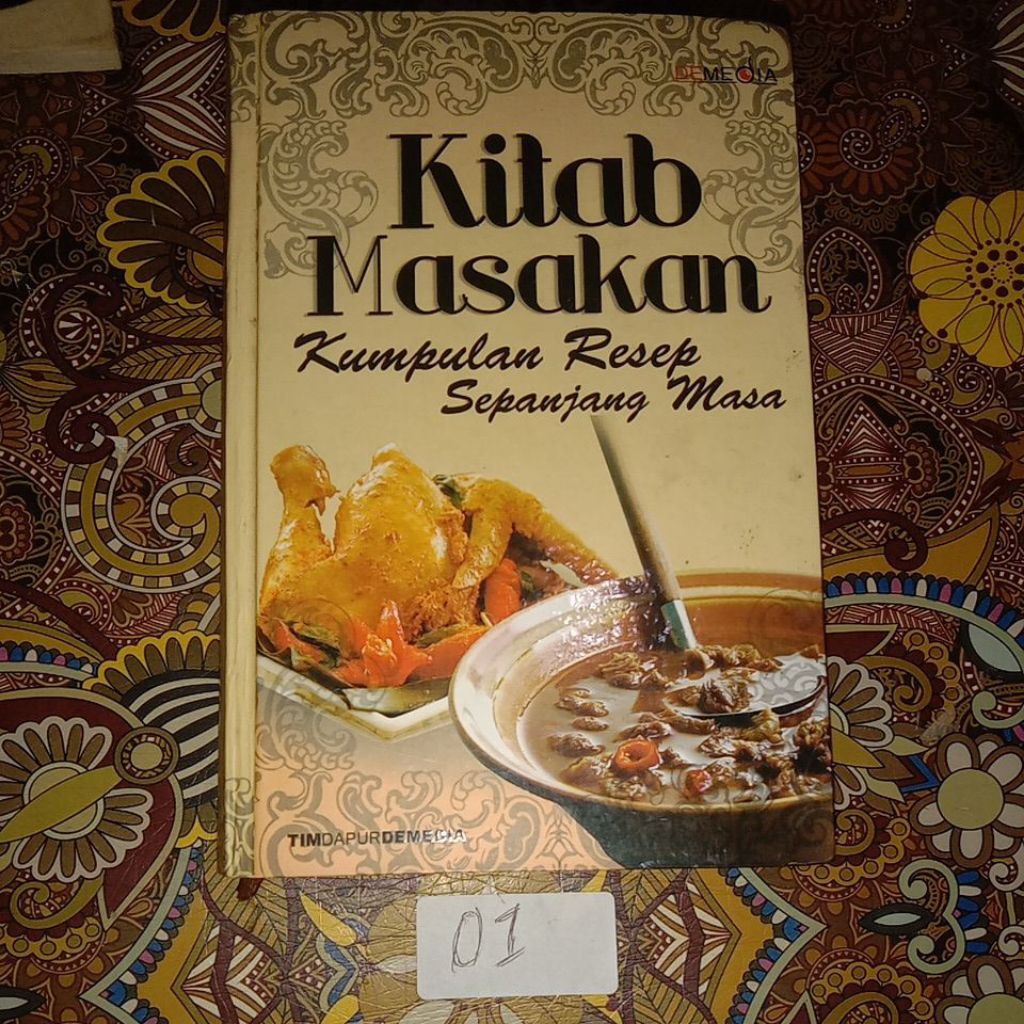 DEMEDIA
Kitab
Masakan
Kumpulan Resep
Sepanjang Masa
TIMDAPURDEMEDIA
01